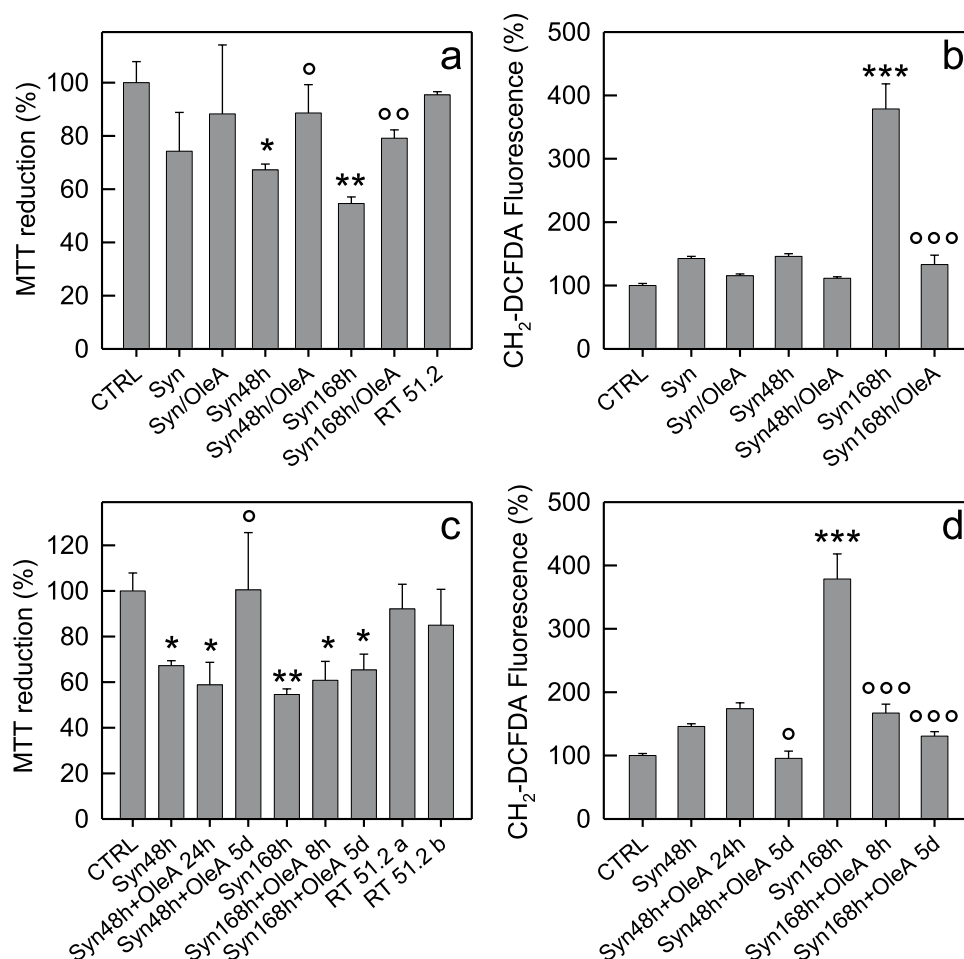 a
MTT reduction (%)
100
80
60
40
20
0
°
°°
*
**
CTRL
Syn
Syn/OleA
Syn48h
Syn48h/OleA
Syn168h
Syn168h/OleA
RT 51.2
b
CH₂-DCFDA Fluorescence (%)
500
400
300
200
100
0
***
°°°
CTRL
Syn
Syn/OleA
Syn48h
Syn48h/OleA
Syn168h
Syn168h/OleA
c
MTT reduction (%)
120
100
80
60
40
20
0
°
*
*
**
*
*
CTRL
Syn48h
Syn48h+OleA 24h
Syn48h+OleA 5d
Syn168h
Syn168h+OleA 8h
Syn168h+OleA 5d
RT 51.2 a
RT 51.2 b
d
CH₂-DCFDA Fluorescence (%)
500
400
300
200
100
0
***
°
°°°
°°°
CTRL
Syn48h
Syn48h+OleA 24h
Syn48h+OleA 5d
Syn168h
Syn168h+OleA 8h
Syn168h+OleA 5d